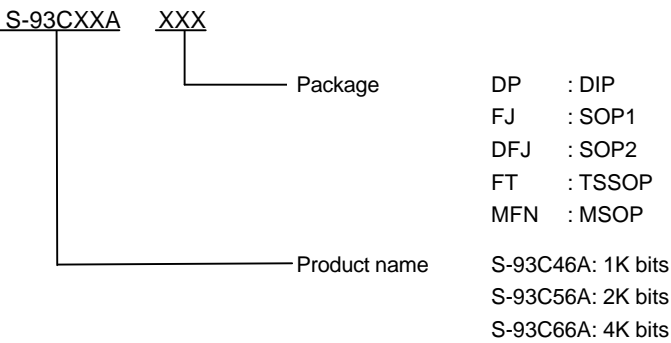 S-93CXXA XXX
Package DP : DIP
FJ : SOP1
DFJ : SOP2
FT : TSSOP
MFN : MSOP
Product name S-93C46A: 1K bits
S-93C56A: 2K bits
S-93C66A: 4K bits